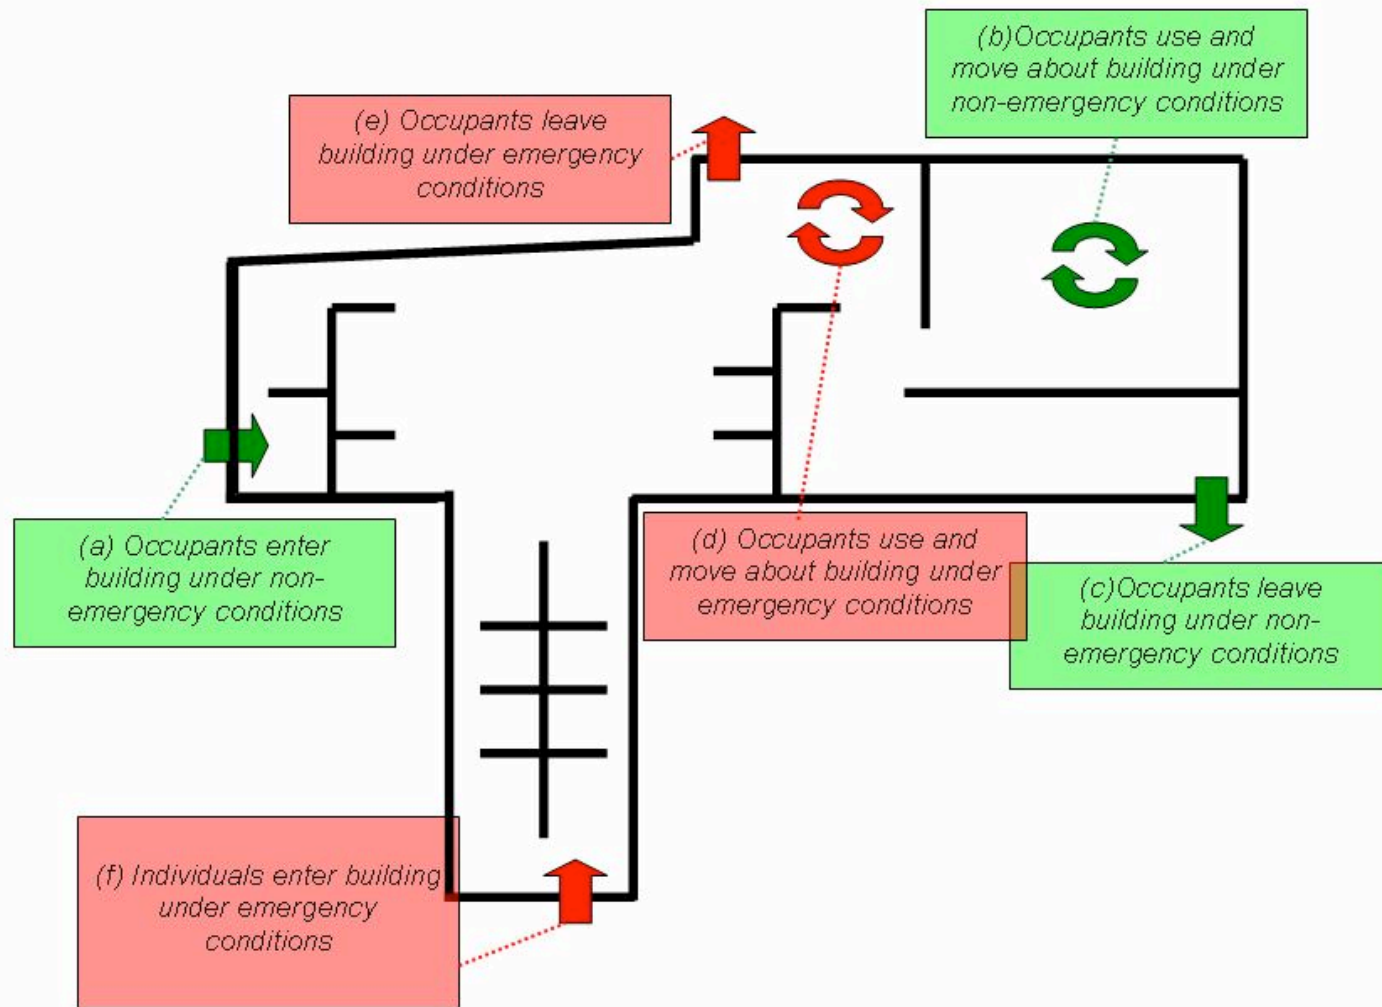 (b)Occupants use and
move about building under
non-emergency conditions
(e) Occupants leave
building under emergency
conditions
(a) Occupants enter
building under non-
emergency conditions
(d) Occupants use and
move about building under
emergency conditions
(c)Occupants leave
building under non-
emergency conditions
(f) Individuals enter building
under emergency
conditions